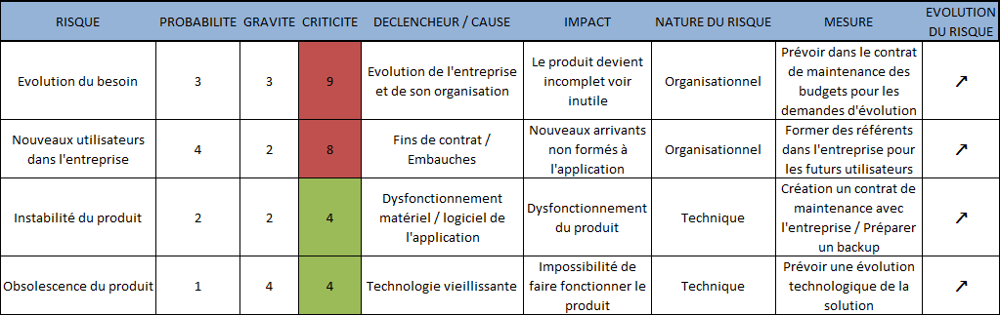 RISQUE PROBABILITE GRAVITE CRITICITE DECLENCHEUR / CAUSE IMPACT NATURE DU RISQUE MESURE EVOLUTION
DU RISQUE
Evolution du besoin
3
3
9
Evolution de l'entreprise
et de son organisation
Le produit devient
incomplet voir
inutile
Organisationnel
Prévoir dans le contrat
de maintenance des
budgets pour les
demandes d'évolution
↗
Nouveaux utilisateurs
dans l'entreprise
4
2
8
Fins de contrat /
Embauches
Nouveaux arrivants
non formés à
l'application
Organisationnel
Former des référents
dans l'entreprise pour
les futurs utilisateurs
↗
Instabilité du produit
2
2
4
Dysfonctionnement
matériel / logiciel de
l'application
Dysfonctionnement
du produit
Technique
Création un contrat de
maintenance avec
l'entreprise / Préparer
un backup
↗
Obsolescence du produit
1
4
4
Technologie vieillissante
Impossibilité de
faire fonctionner le
produit
Technique
Prévoir une évolution
technologique de la
solution
↗